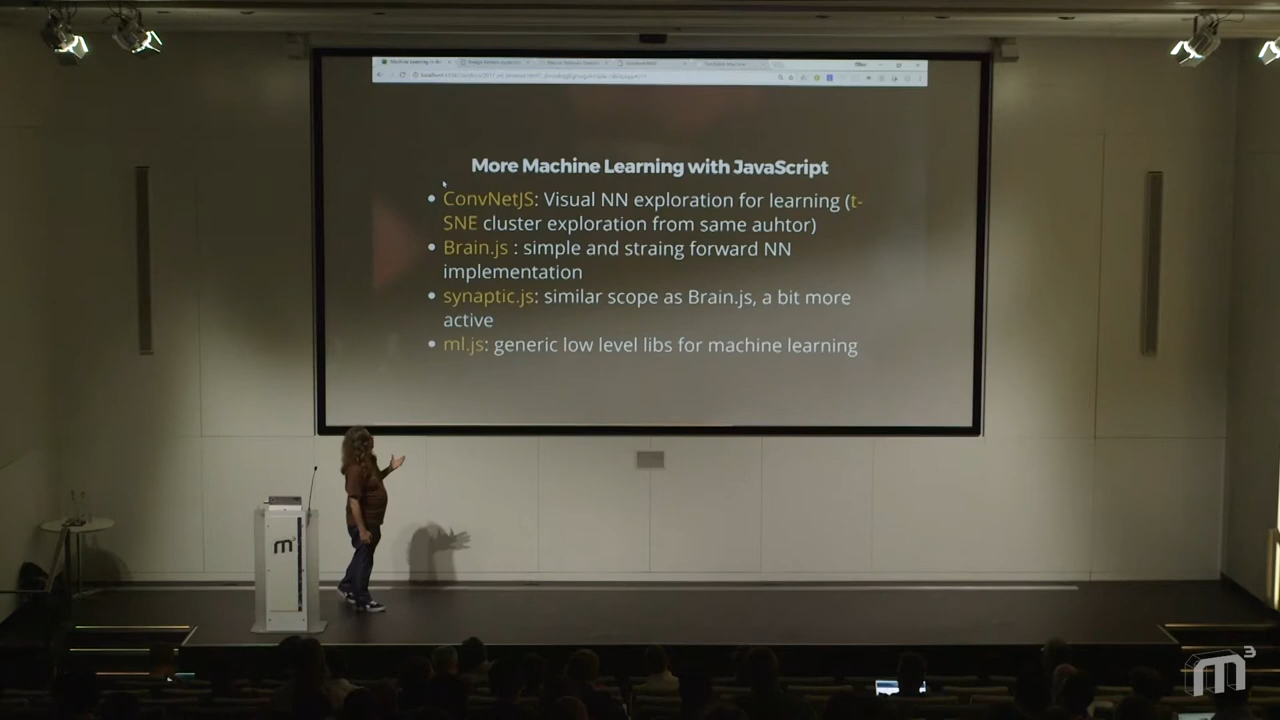 More Machine Learning with JavaScript
ConvNetJS: Visual NN exploration for learning (t-
SNE cluster exploration from same auhtor)
Brain.js : simple and straing forward NN
implementation
synaptic.js: similar scope as Brain.js, a bit more
active
ml.js: generic low level libs for machine learning
m³
m³